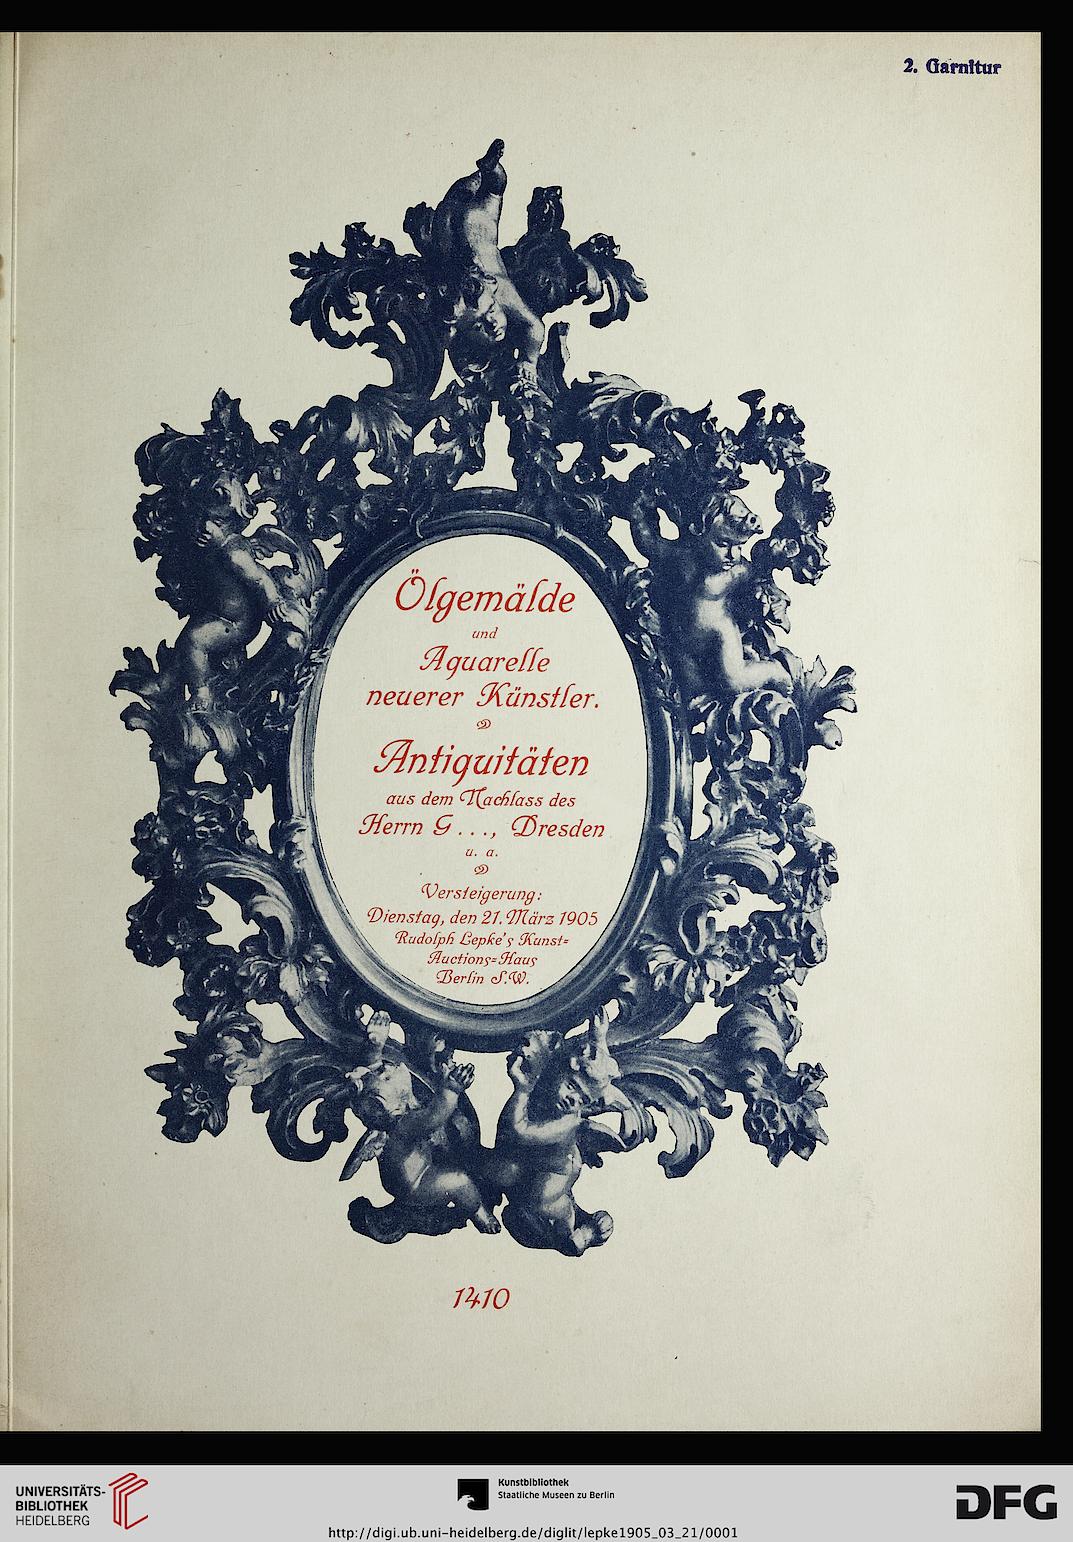 2. Garnitur
Ölgemälde
und
Aquarelle
neuerer Künstler.
Antiquitäten
aus dem Nachlass des
Herrn G . . ., Dresden
u. a.
Versteigerung:
Dienstag, den 21. März 1905
Rudolph Lepke's Kunst=
Auctions=Haus
Berlin S.W.
1410
UNIVERSITÄTS-
BIBLIOTHEK
HEIDELBERG
Kunstbibliothek
Staatliche Museen zu Berlin
http://digi.ub.uni-heidelberg.de/diglit/lepke1905_03_21/0001
DFG